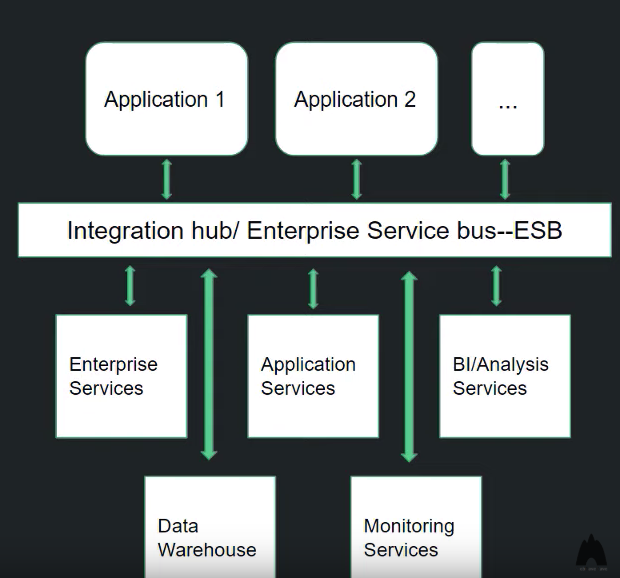 Application 1
Application 2
...
Integration hub/ Enterprise Service bus--ESB
Enterprise
Services
Application
Services
BI/Analysis
Services
Data
Warehouse
Monitoring
Services